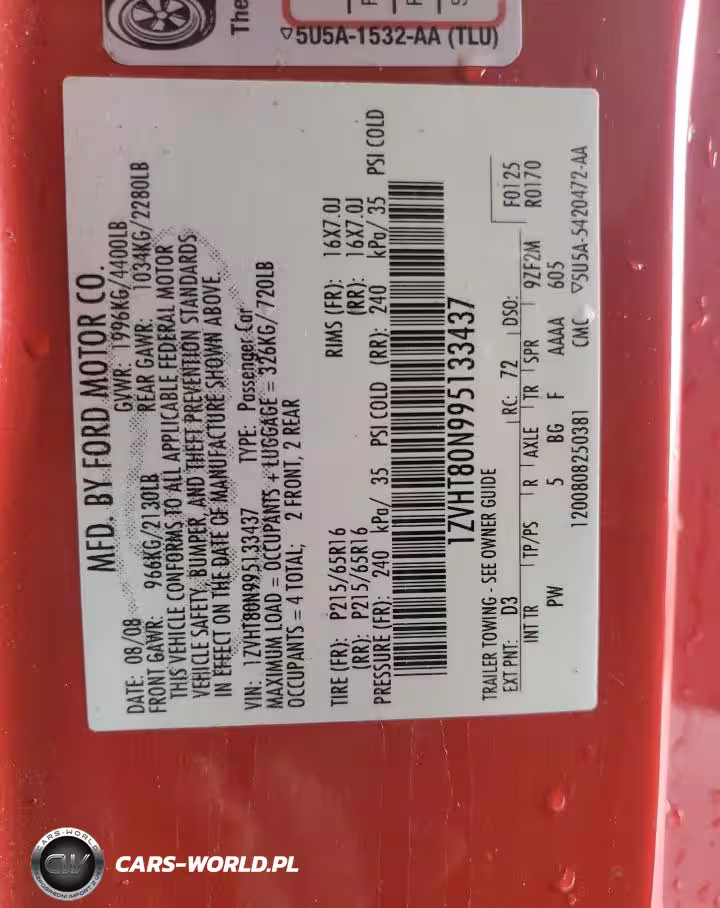 The
▽5U5A-1532-AA (TLU)
MFD. BY FORD MOTOR CO.
DATE: 08/08 GVWR: 1996KG/4400LB
FRONT GAWR: 966KG/2130LB REAR GAWR: 1034KG/2280LB
THIS VEHICLE CONFORMS TO ALL APPLICABLE FEDERAL MOTOR
VEHICLE SAFETY, BUMPER, AND THEFT PREVENTION STANDARDS
IN EFFECT ON THE DATE OF MANUFACTURE SHOWN ABOVE.
VIN: 1ZVHT80N995133437 TYPE: Passenger Car
MAXIMUM LOAD = OCCUPANTS + LUGGAGE = 326KG/ 720LB
OCCUPANTS = 4 TOTAL; 2 FRONT, 2 REAR
TIRE (FR): P215/65R16 RIMS (FR): 16X7.0J
(RR): P215/65R16 (RR): 16X7.0J
PRESSURE (FR): 240 kPa/ 35 PSI COLD (RR): 240 kPa/ 35 PSI COLD
1ZVHT80N995133437
TRAILER TOWING - SEE OWNER GUIDE
EXT PNT: D3 RC: 72 DSO: F0125
R0170
INT TR TP/PS R AXLE TR SPR 9ZF2M
PW 5 BG F AAAA 605
1200808250381 CMC ▽5U5A-5420472-AA
CARS-WORLD
CW
CARS-WORLD.PL